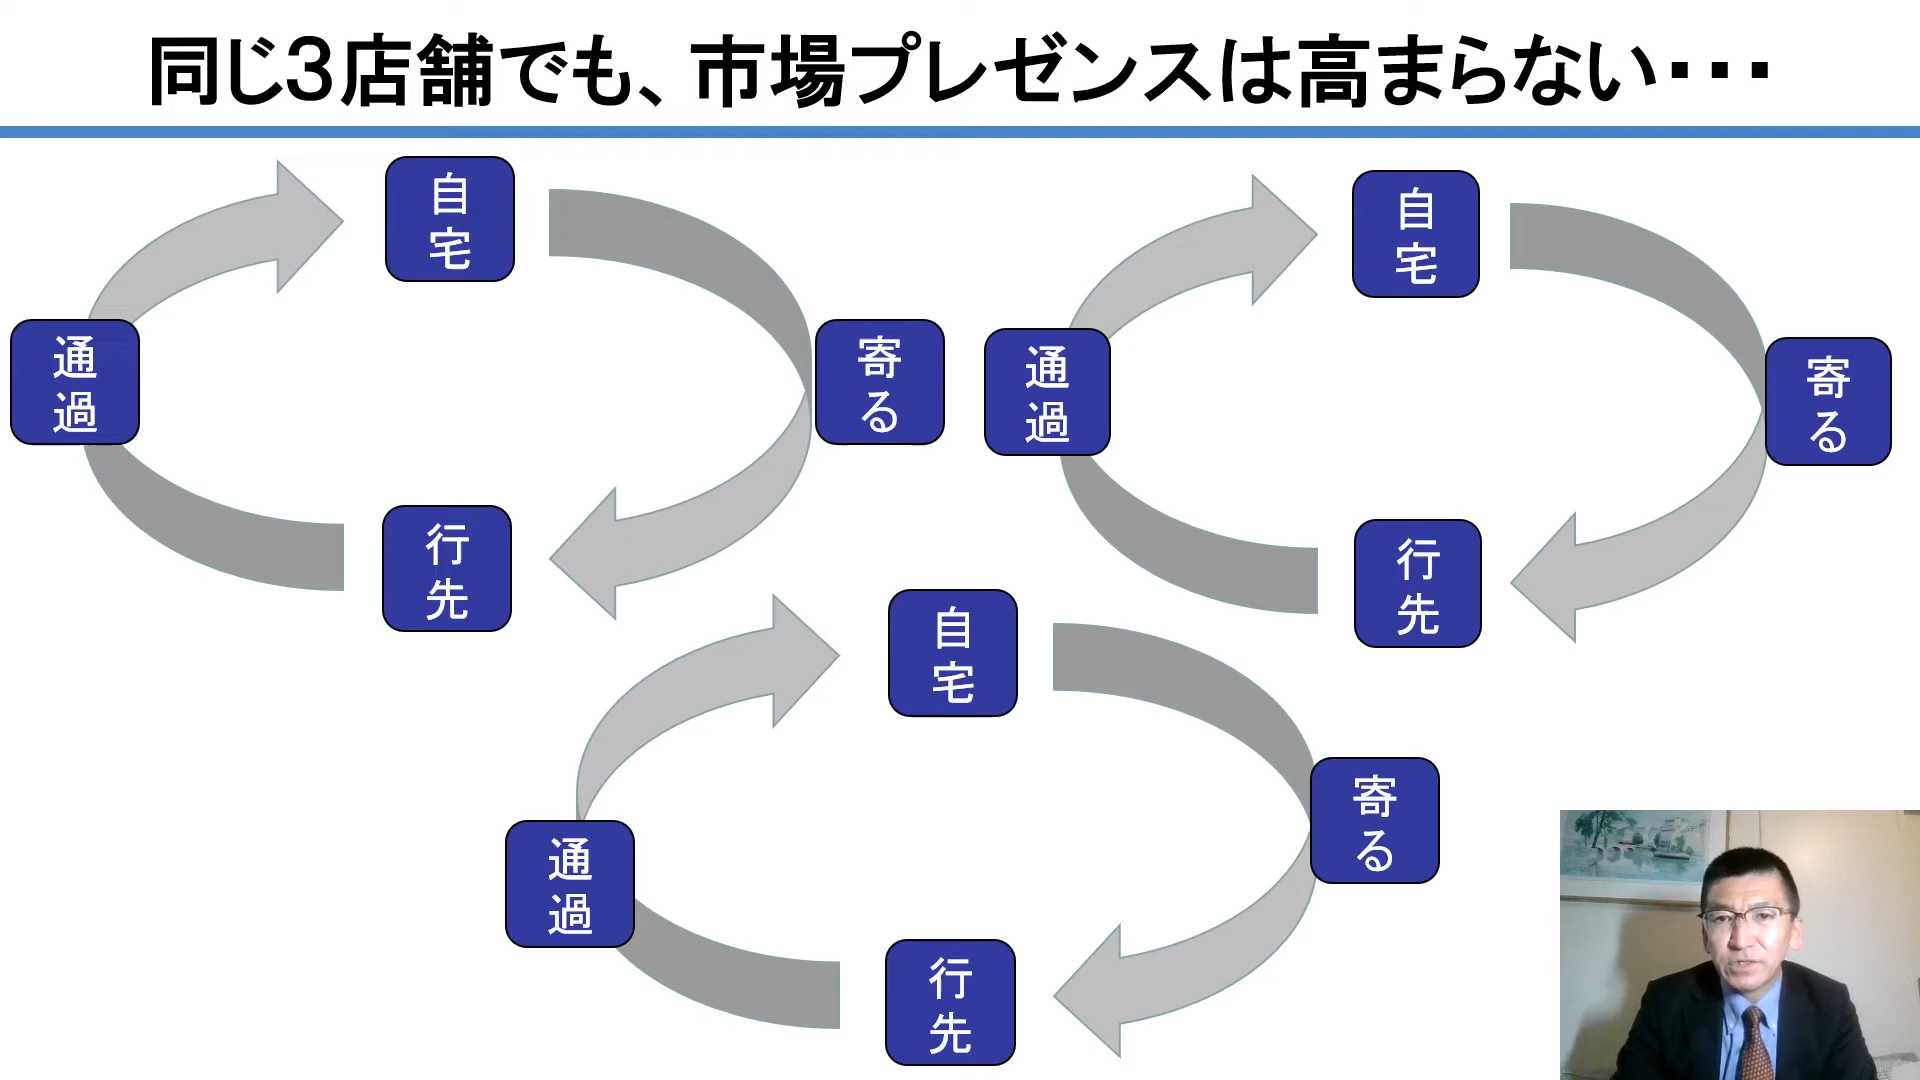 同じ３店舗でも、市場プレゼンスは高まらない・・・
自
宅
通
過
寄
る
行
先
自
宅
通
過
寄
る
行
先
自
宅
通
過
寄
る
行
先